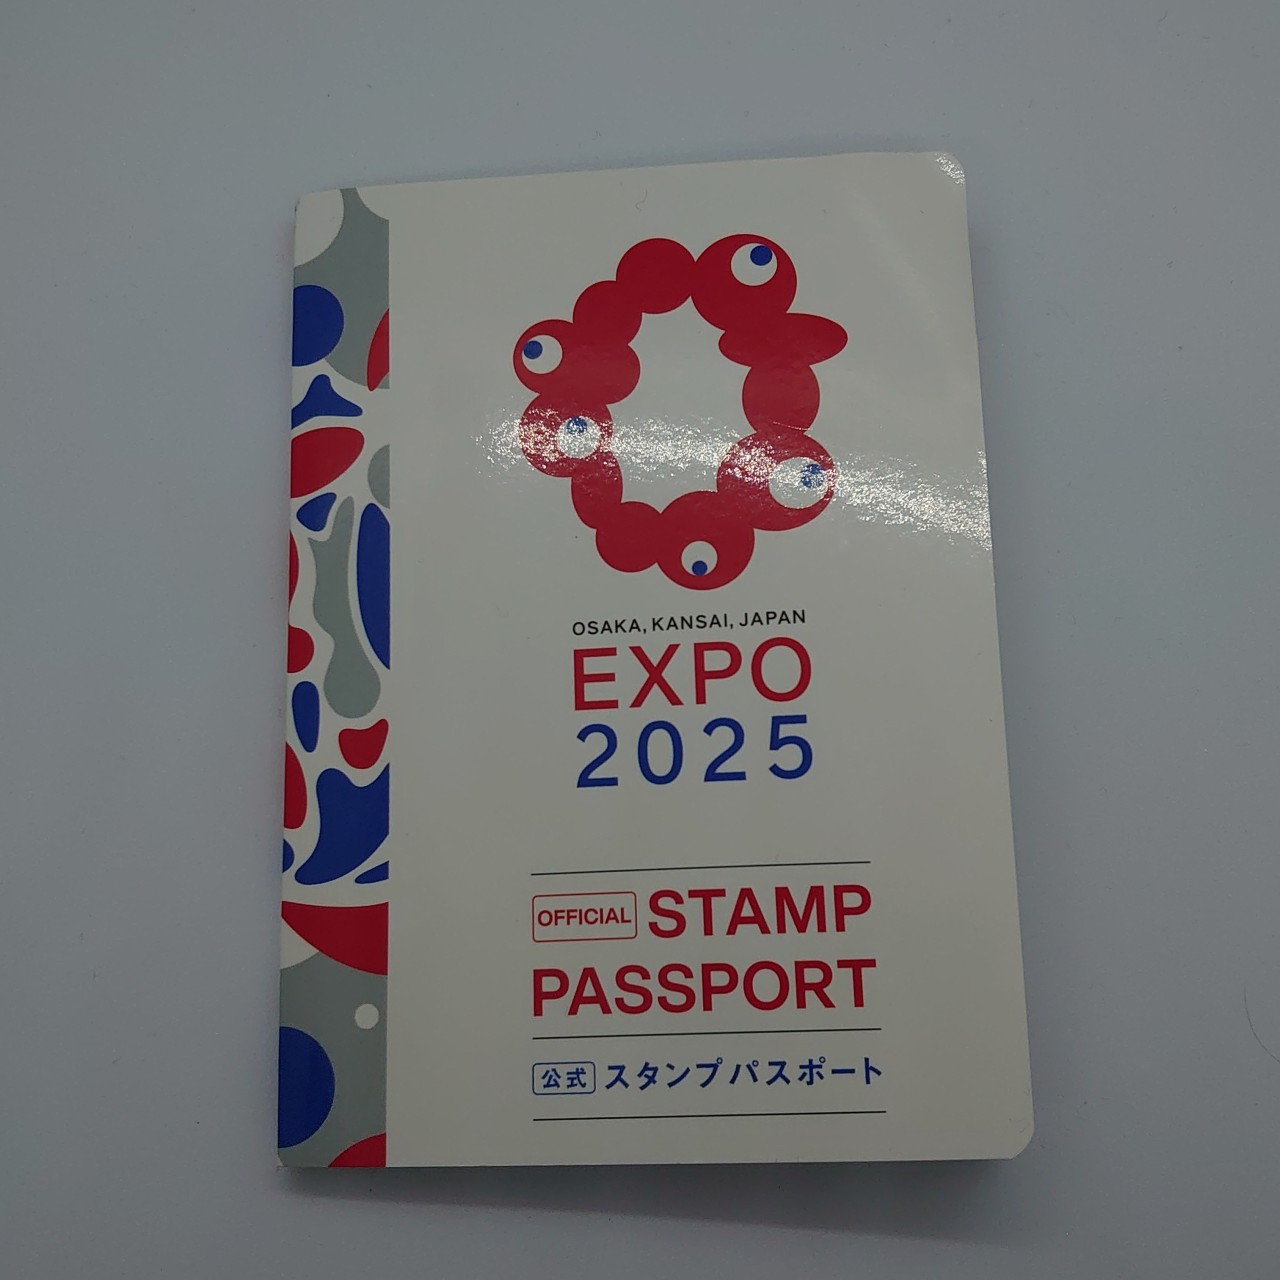 OSAKA, KANSAI, JAPAN
EXPO
2025
OFFICIAL STAMP
PASSPORT
公式 スタンプパスポート